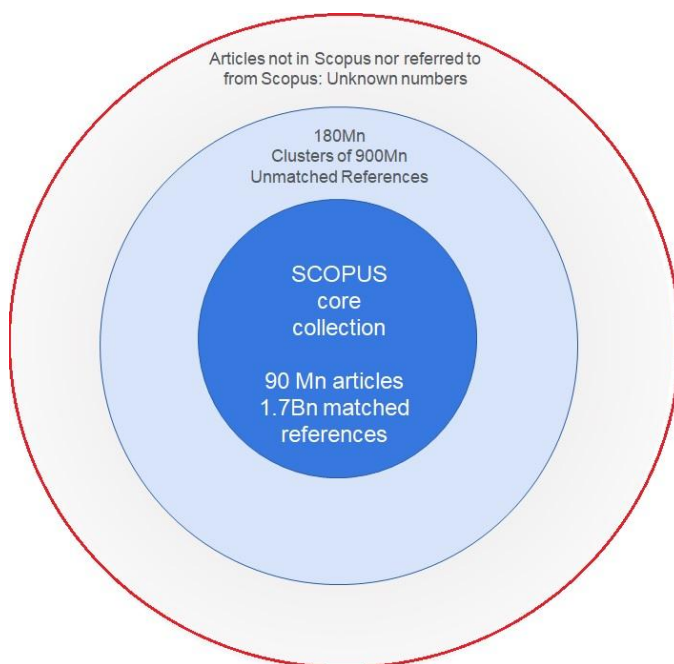 Articles not in Scopus nor referred to
from Scopus: Unknown numbers
180Mn
Clusters of 900Mn
Unmatched References
SCOPUS
core
collection
90 Mn articles
1.7Bn matched
references